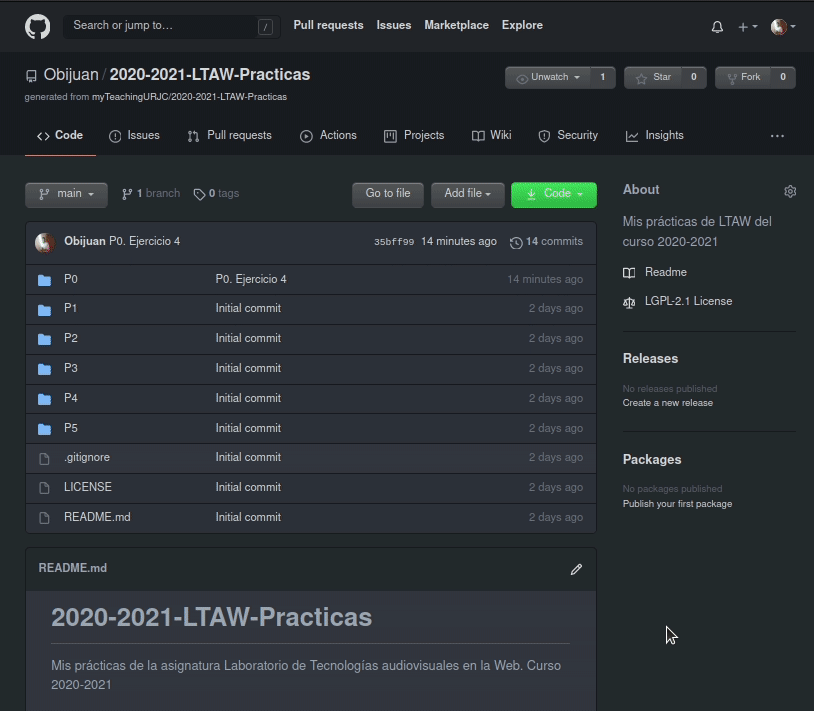 Search or jump to… /
Pull requests Issues Marketplace Explore
Obijuan / 2020-2021-LTAW-Practicas
generated from myTeachingURJC/2020-2021-LTAW-Practicas
Unwatch 1 Star 0 Fork 0
Code Issues Pull requests Actions Projects Wiki Security Insights
main 1 branch 0 tags Go to file Add file Code
Obijuan P0. Ejercicio 4 35bff99 14 minutes ago 14 commits
P0 P0. Ejercicio 4 14 minutes ago
P1 Initial commit 2 days ago
P2 Initial commit 2 days ago
P3 Initial commit 2 days ago
P4 Initial commit 2 days ago
P5 Initial commit 2 days ago
.gitignore Initial commit 2 days ago
LICENSE Initial commit 2 days ago
README.md Initial commit 2 days ago
README.md
2020-2021-LTAW-Practicas
Mis prácticas de la asignatura Laboratorio de Tecnologías audiovisuales en la Web. Curso
2020-2021
About
Mis prácticas de LTAW del
curso 2020-2021
Readme
LGPL-2.1 License
Releases
No releases published
Create a new release
Packages
No packages published
Publish your first package